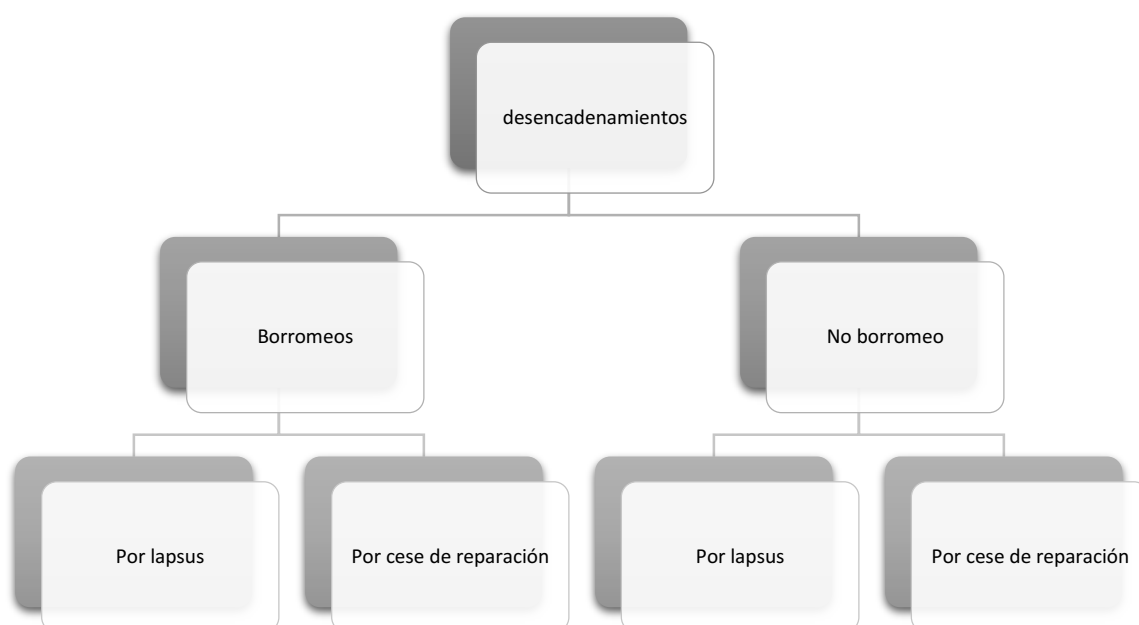 desencadenamientos
Borromeos
No borromeo
Por lapsus
Por cese de reparación
Por lapsus
Por cese de reparación